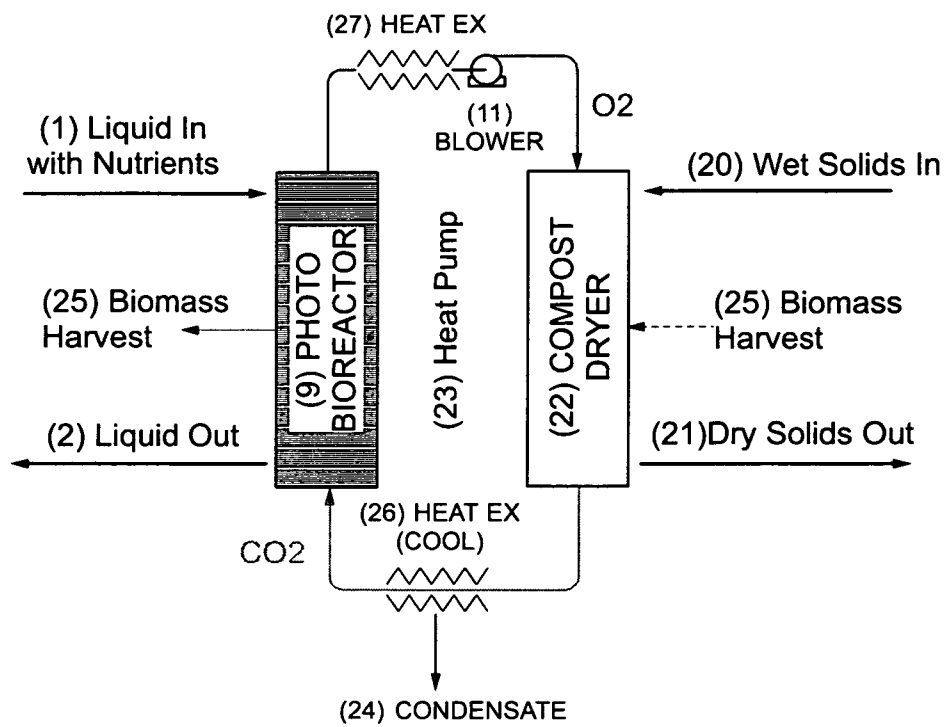 (27) HEAT EX
(11)
BLOWER
O2
(1) Liquid In
with Nutrients
(20) Wet Solids In
(9) PHOTO
BIOREACTOR
(23) Heat Pump
(22) COMPOST
DRYER
(25) Biomass
Harvest
(25) Biomass
Harvest
(2) Liquid Out
(21)Dry Solids Out
(26) HEAT EX
(COOL)
CO2
(24) CONDENSATE